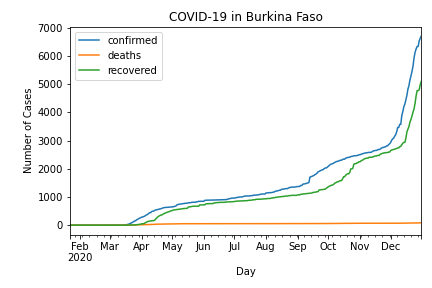 COVID-19 in Burkina Faso
7000
6000
5000
4000
3000
2000
1000
0
Number of Cases
confirmed
deaths
recovered
Feb Mar Apr May Jun Jul Aug Sep Oct Nov Dec
2020
Day